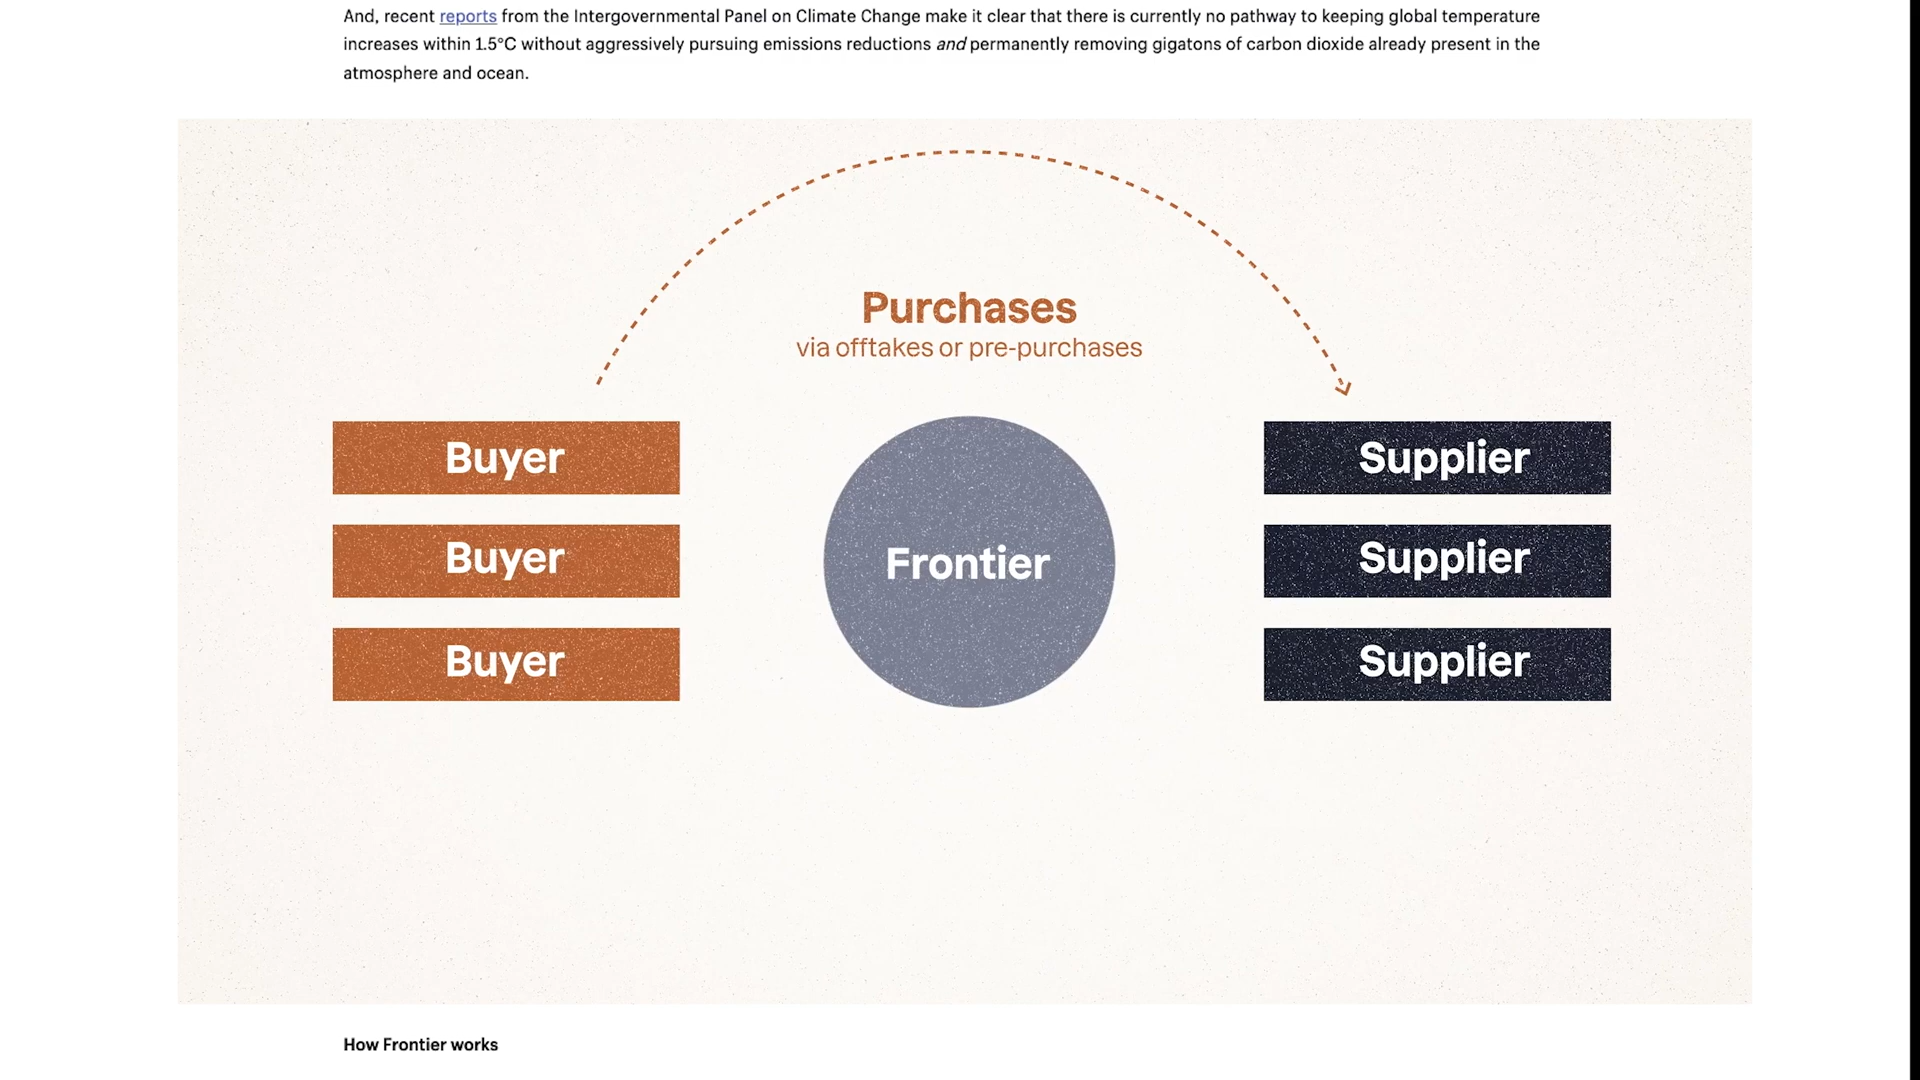 And, recent reports from the Intergovernmental Panel on Climate Change make it clear that there is currently no pathway to keeping global temperature
increases within 1.5°C without aggressively pursuing emissions reductions and permanently removing gigatons of carbon dioxide already present in the
atmosphere and ocean.
Purchases
via offtakes or pre-purchases
Buyer
Buyer
Buyer
Frontier
Supplier
Supplier
Supplier
How Frontier works